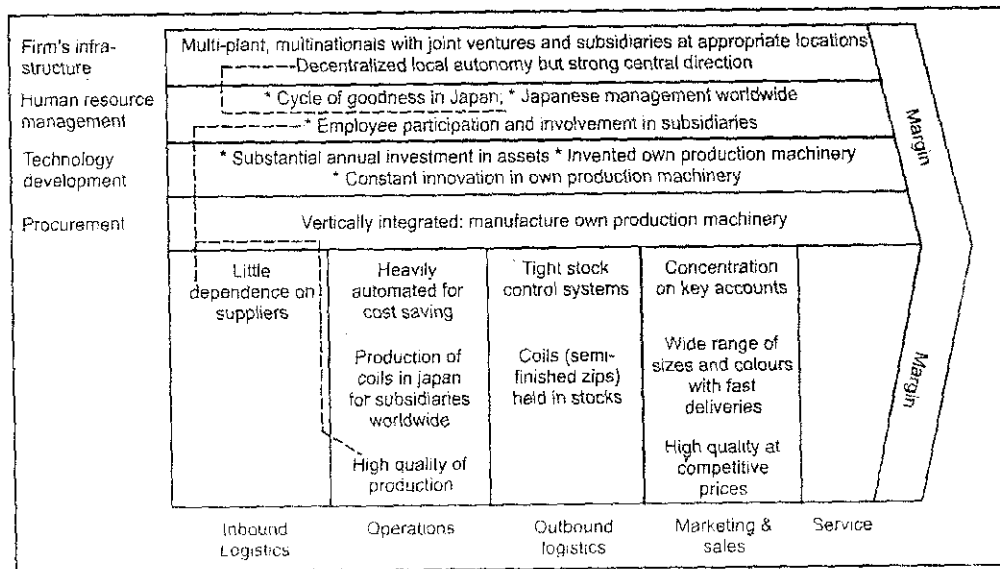 Firm's infra-
structure
Multi-plant, multinationals with joint ventures and subsidiaries at appropriate locations
Decentralized local autonomy but strong central direction
Human resource
management
* Cycle of goodness in Japan; * Japanese management worldwide
* Employee participation and involvement in subsidiaries
Technology
development
* Substantial annual investment in assets * Invented own production machinery
* Constant innovation in own production machinery
Procurement
Vertically integrated: manufacture own production machinery
Margin
Little
dependence on
suppliers
Heavily
automated for
cost saving
Production of
coils in japan
for subsidiaries
worldwide
High quality of
production
Tight stock
control systems
Coils (semi-
finished zips)
held in stocks
Concentration
on key accounts
Wide range of
sizes and colours
with fast
deliveries
High quality at
competitive
prices
Margin
Inbound
Logistics
Operations
Outbound
logistics
Marketing &
sales
Service